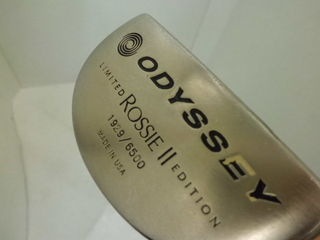 ODYSSEY
LIMITED ROSSIE II EDITION
1929/6500
MADE IN USA